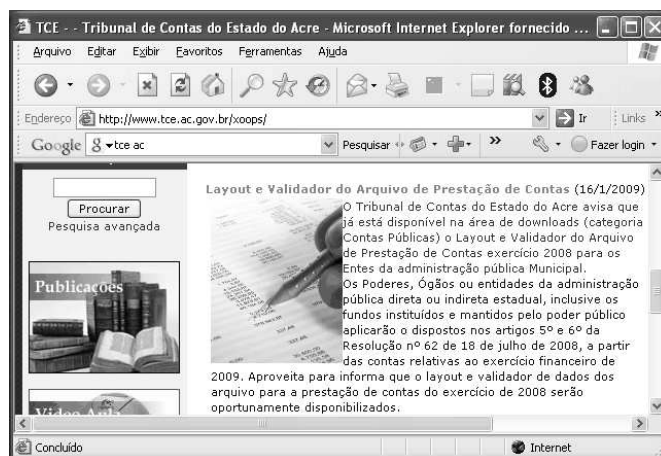 TCE - - Tribunal de Contas do Estado do Acre - Microsoft Internet Explorer fornecido ...
Arquivo Editar Exibir Favoritos Ferramentas Ajuda
Endereço http://www.tce.ac.gov.br/xoops/ Ir Links »
Google tce ac Pesquisar » Fazer login
Procurar
Pesquisa avançada
Publicações
Video Aula
Layout e Validador do Arquivo de Prestação de Contas (16/1/2009)
O Tribunal de Contas do Estado do Acre avisa que
já está disponível na área de downloads (categoria
Contas Públicas) o Layout e Validador do Arquivo
de Prestação de Contas exercício 2008 para os
Entes da administração pública Municipal.
Os Poderes, Ógãos ou entidades da administração
pública direta ou indireta estadual, inclusive os
fundos instituídos e mantidos pelo poder público
aplicarão o dispostos nos artigos 5º e 6º da
Resolução nº 62 de 18 de julho de 2008, a partir
das contas relativas ao exercício financeiro de
2009. Aproveita para informa que o layout e validador de dados dos
arquivo para a prestação de contas do exercício de 2008 serão
oportunamente disponibilizados.
Concluído Internet